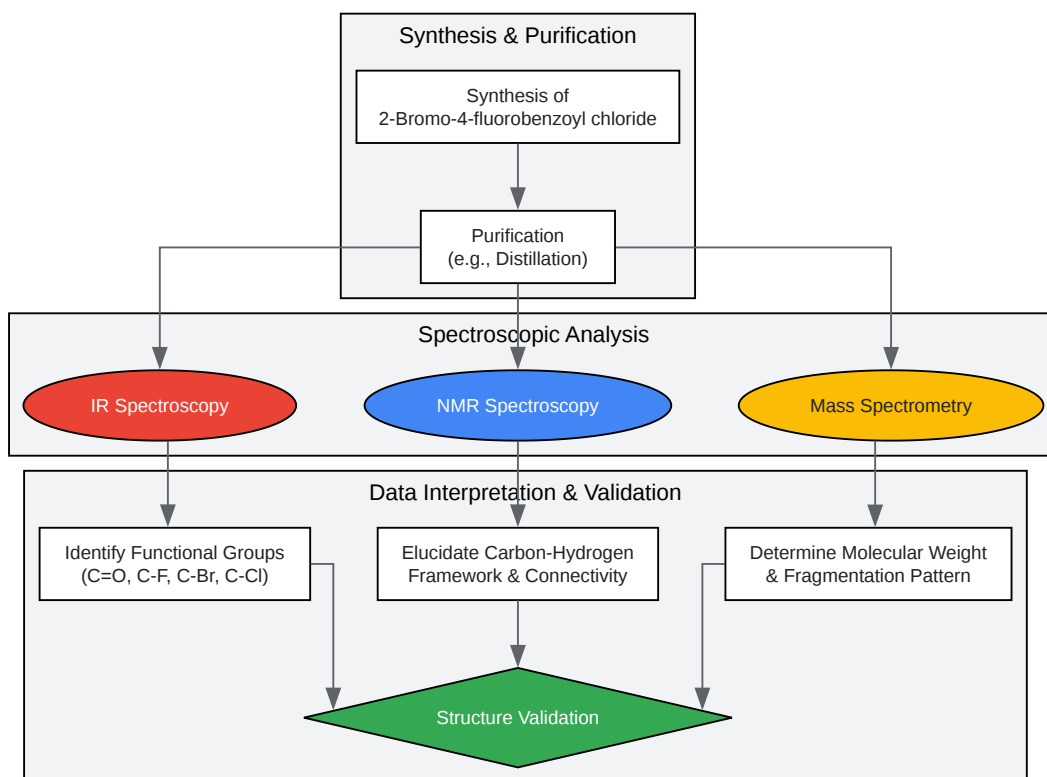 Synthesis & Purification
Synthesis of
2-Bromo-4-fluorobenzoyl chloride
Purification
(e.g., Distillation)
Spectroscopic Analysis
IR Spectroscopy
NMR Spectroscopy
Mass Spectrometry
Data Interpretation & Validation
Identify Functional Groups
(C=O, C-F, C-Br, C-Cl)
Elucidate Carbon-Hydrogen
Framework & Connectivity
Determine Molecular Weight
& Fragmentation Pattern
Structure Validation